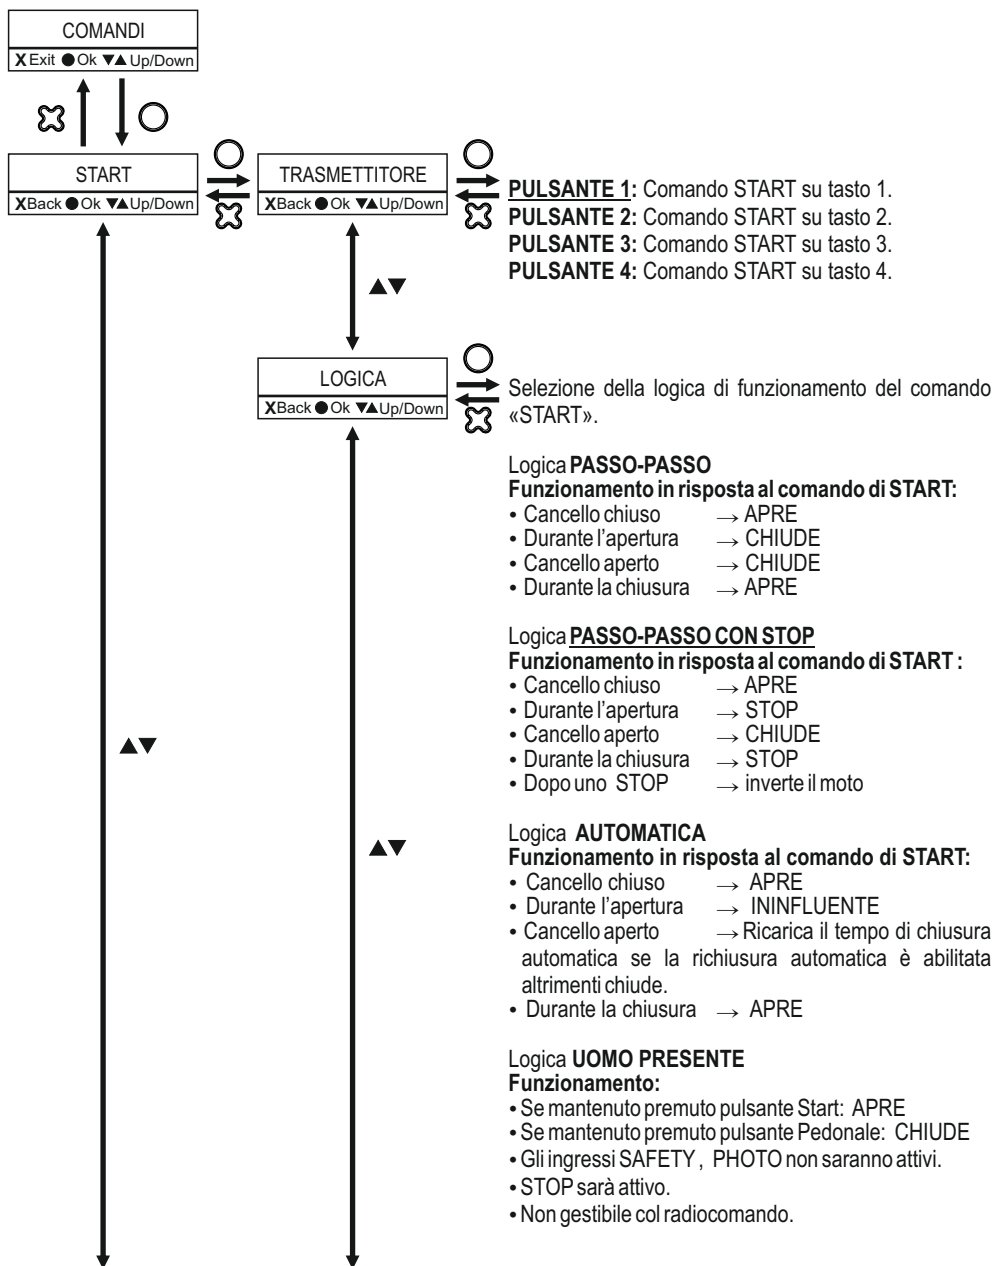 COMANDI
X Exit ● Ok ▼▲ Up/Down
START
XBack ● Ok ▼▲Up/Down
TRASMETTITORE
XBack ● Ok ▼▲Up/Down
PULSANTE 1: Comando START su tasto 1.
PULSANTE 2: Comando START su tasto 2.
PULSANTE 3: Comando START su tasto 3.
PULSANTE 4: Comando START su tasto 4.
▲▼
LOGICA
XBack ● Ok ▼▲Up/Down
Selezione della logica di funzionamento del comando
«START».
Logica PASSO-PASSO
Funzionamento in risposta al comando di START:
• Cancello chiuso → APRE
• Durante l'apertura → CHIUDE
• Cancello aperto → CHIUDE
• Durante la chiusura → APRE
Logica PASSO-PASSO CON STOP
Funzionamento in risposta al comando di START :
• Cancello chiuso → APRE
• Durante l'apertura → STOP
• Cancello aperto → CHIUDE
• Durante la chiusura → STOP
• Dopo uno STOP → inverte il moto
▲▼
▲▼
Logica AUTOMATICA
Funzionamento in risposta al comando di START:
• Cancello chiuso → APRE
• Durante l'apertura → ININFLUENTE
• Cancello aperto → Ricarica il tempo di chiusura
automatica se la richiusura automatica è abilitata
altrimenti chiude.
• Durante la chiusura → APRE
Logica UOMO PRESENTE
Funzionamento:
• Se mantenuto premuto pulsante Start: APRE
• Se mantenuto premuto pulsante Pedonale: CHIUDE
• Gli ingressi SAFETY , PHOTO non saranno attivi.
• STOP sarà attivo.
• Non gestibile col radiocomando.